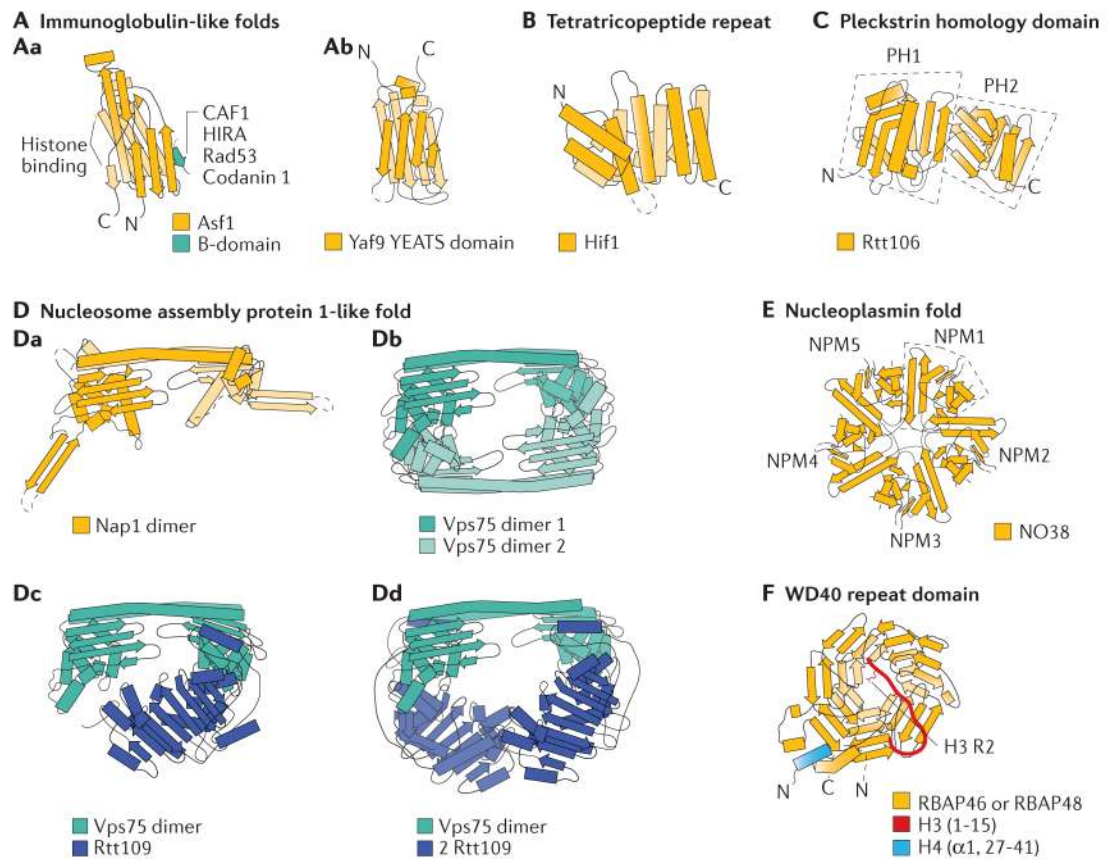 A Immunoglobulin-like folds
Aa
Histone
binding
CAF1
HIRA
Rad53
Codanin 1
C N
Asf1
B-domain
Ab
N C
Yaf9 YEATS domain
B Tetratricopeptide repeat
N
C
Hif1
C Pleckstrin homology domain
PH1
PH2
N
C
Rtt106
D Nucleosome assembly protein 1-like fold
Da
Nap1 dimer
Db
Vps75 dimer 1
Vps75 dimer 2
E Nucleoplasmin fold
NPM1
NPM5
NPM4
NPM2
NPM3
NO38
Dc
Vps75 dimer
Rtt109
Dd
Vps75 dimer
2 Rtt109
F WD40 repeat domain
H3 R2
N C N
RBAP46 or RBAP48
H3 (1-15)
H4 (α1, 27-41)